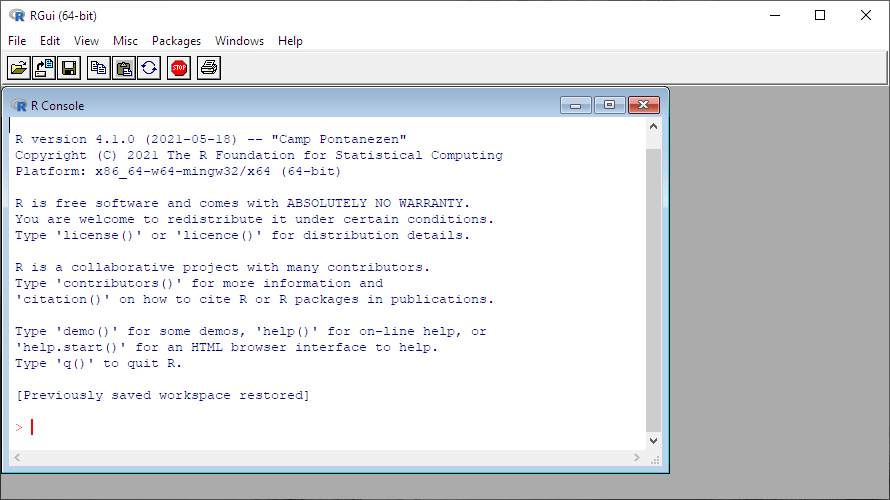 RGui (64-bit)
File Edit View Misc Packages Windows Help
STOP
R Console
R version 4.1.0 (2021-05-18) -- "Camp Pontanezen"
Copyright (C) 2021 The R Foundation for Statistical Computing
Platform: x86_64-w64-mingw32/x64 (64-bit)
R is free software and comes with ABSOLUTELY NO WARRANTY.
You are welcome to redistribute it under certain conditions.
Type 'license()' or 'licence()' for distribution details.
R is a collaborative project with many contributors.
Type 'contributors()' for more information and
'citation()' on how to cite R or R packages in publications.
Type 'demo()' for some demos, 'help()' for on-line help, or
'help.start()' for an HTML browser interface to help.
Type 'q()' to quit R.
[Previously saved workspace restored]
>